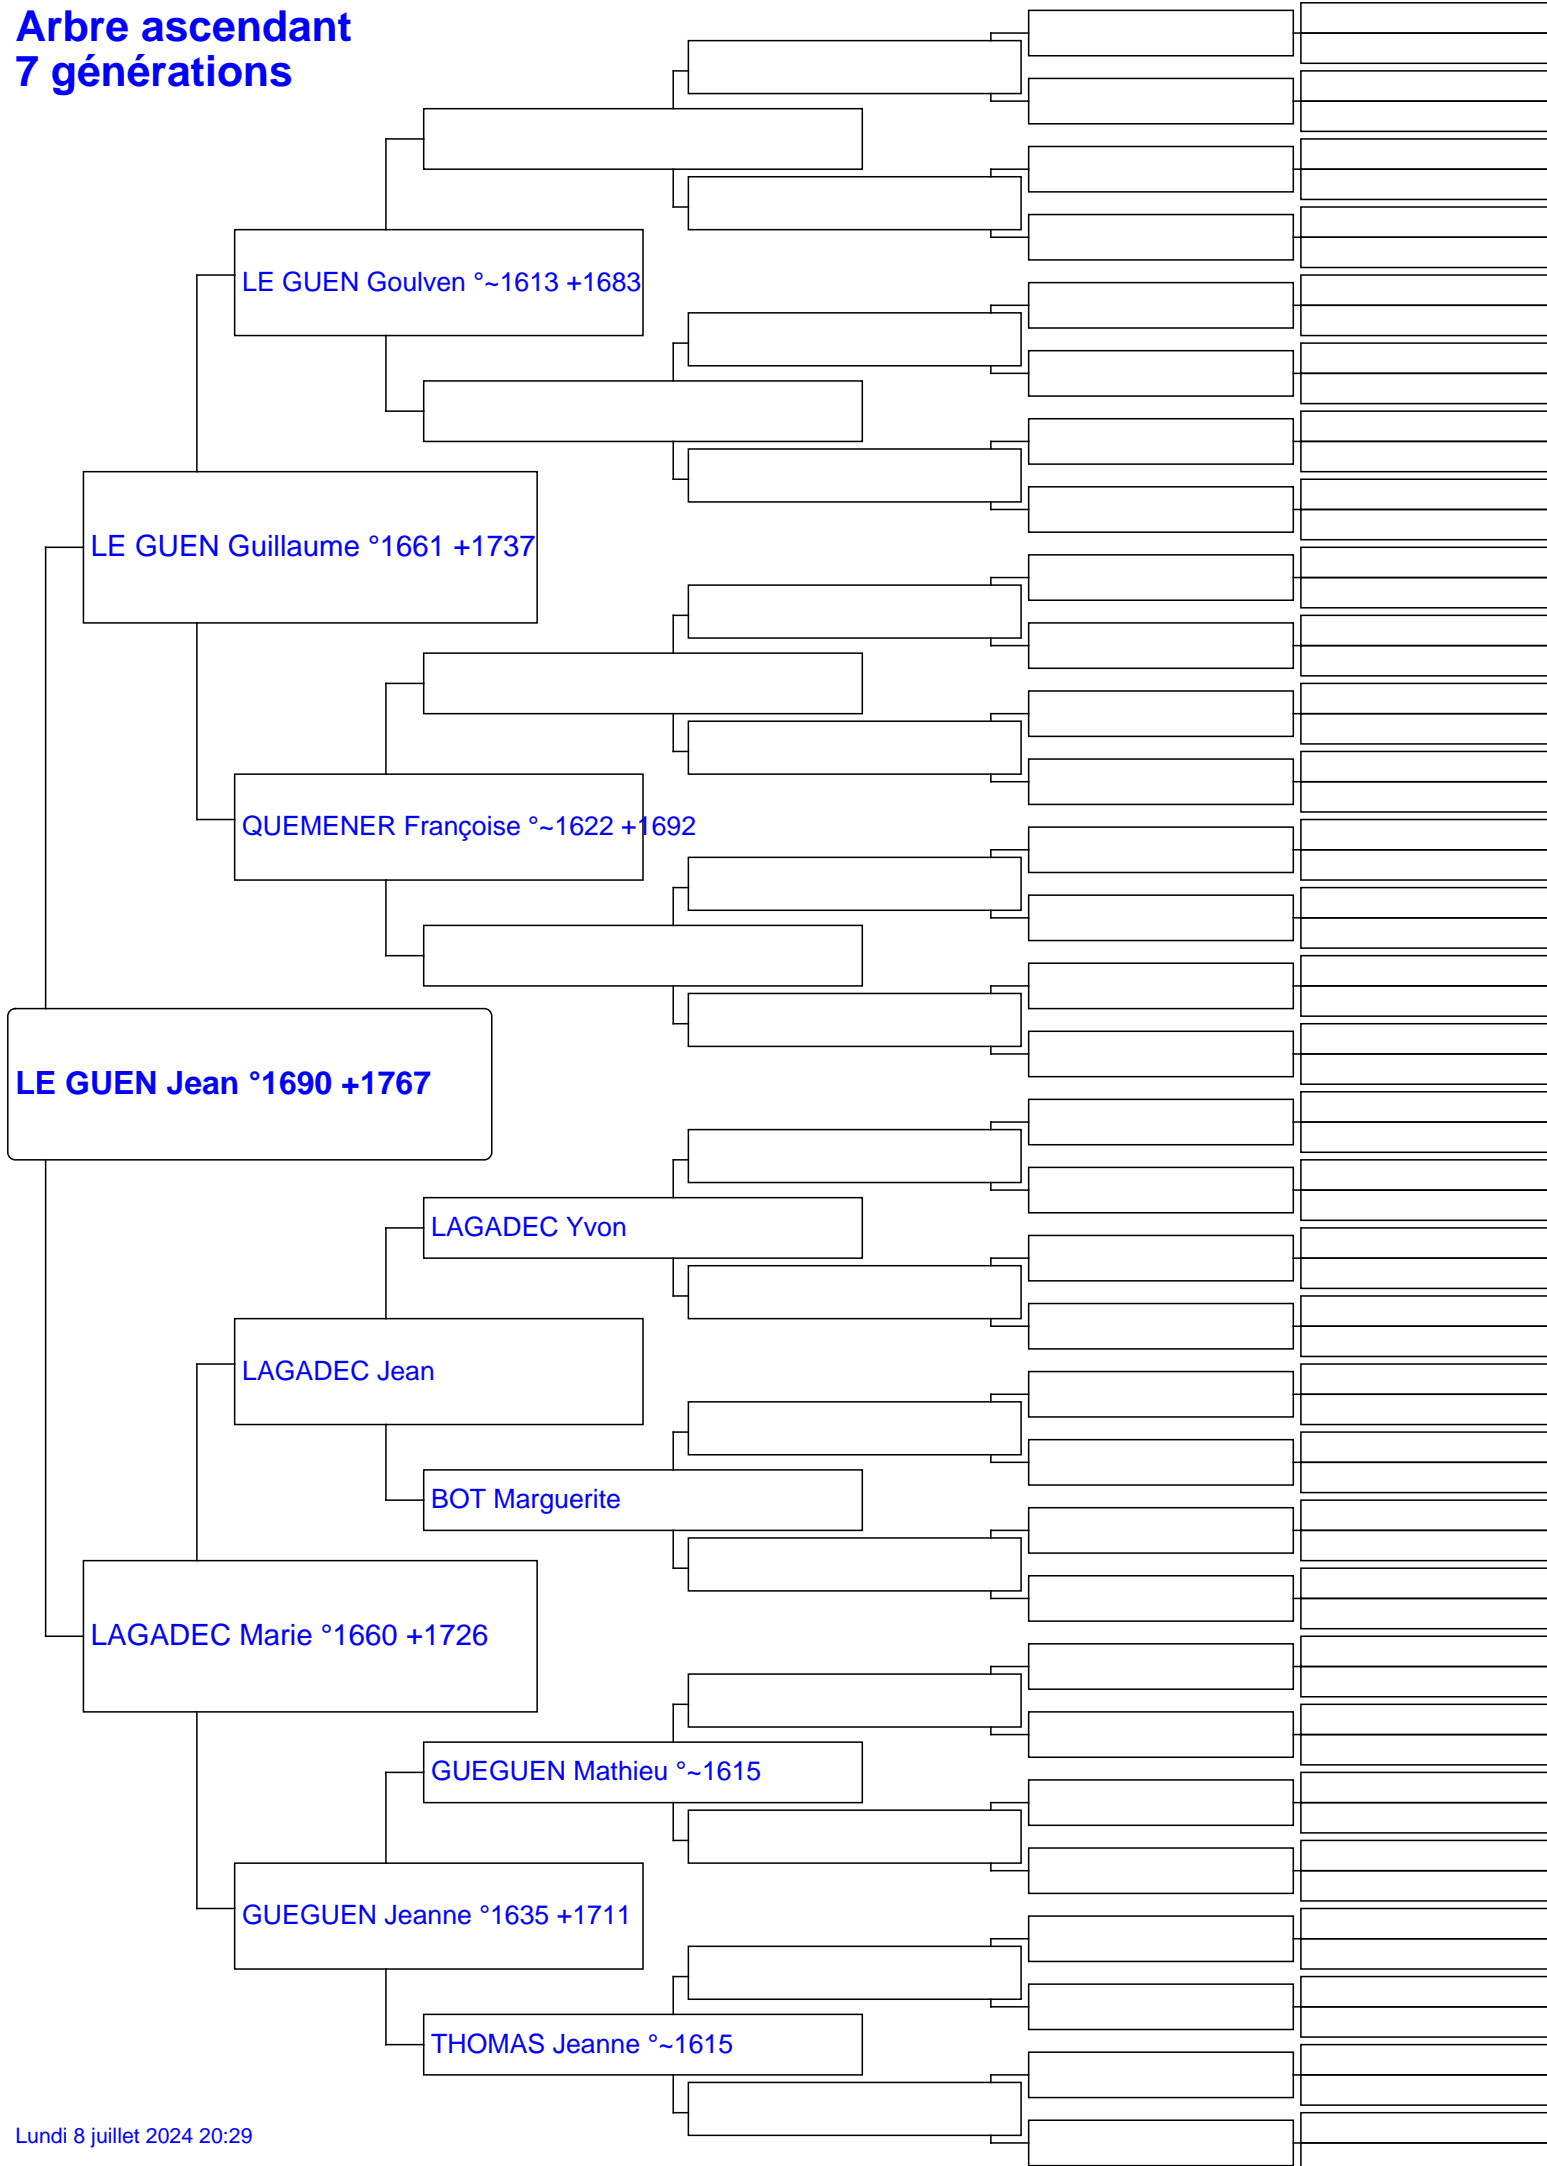 Arbre ascendant
7 générations
LE GUEN Goulven °~1613 +1683
LE GUEN Guillaume °1661 +1737
QUEMENER Françoise °~1622 +1692
LE GUEN Jean °1690 +1767
LAGADEC Yvon
LAGADEC Jean
BOT Marguerite
LAGADEC Marie °1660 +1726
GUEGUEN Mathieu °~1615
GUEGUEN Jeanne °1635 +1711
THOMAS Jeanne °~1615
Lundi 8 juillet 2024 20:29